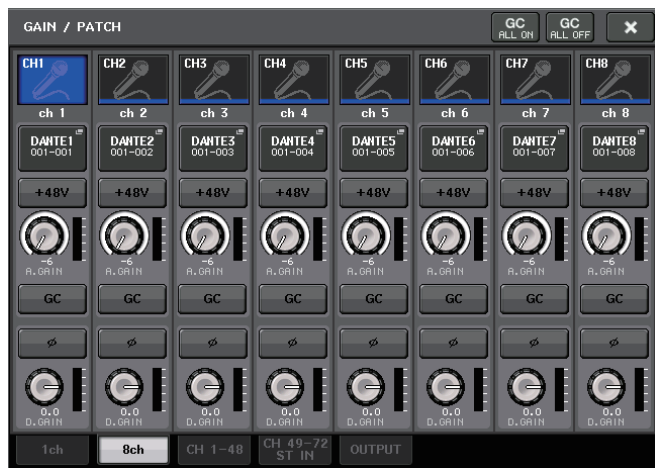 GAIN / PATCH
GC ALL ON GC ALL OFF
CH1 CH2 CH3 CH4 CH5 CH6 CH7 CH8
ch 1 ch 2 ch 3 ch 4 ch 5 ch 6 ch 7 ch 8
DANTE1 DANTE2 DANTE3 DANTE4 DANTE5 DANTE6 DANTE7 DANTE8
001-001 001-002 001-003 001-004 001-005 001-006 001-007 001-008
+48V +48V +48V +48V +48V +48V +48V +48V
-6 -6 -6 -6 -6 -6 -6 -6
A.GAIN A.GAIN A.GAIN A.GAIN A.GAIN A.GAIN A.GAIN A.GAIN
GC GC GC GC GC GC GC GC
ø ø ø ø ø ø ø ø
0.0 0.0 0.0 0.0 0.0 0.0 0.0 0.0
D.GAIN D.GAIN D.GAIN D.GAIN D.GAIN D.GAIN D.GAIN D.GAIN
1ch 8ch CH 1-48 CH 49-72 ST IN OUTPUT